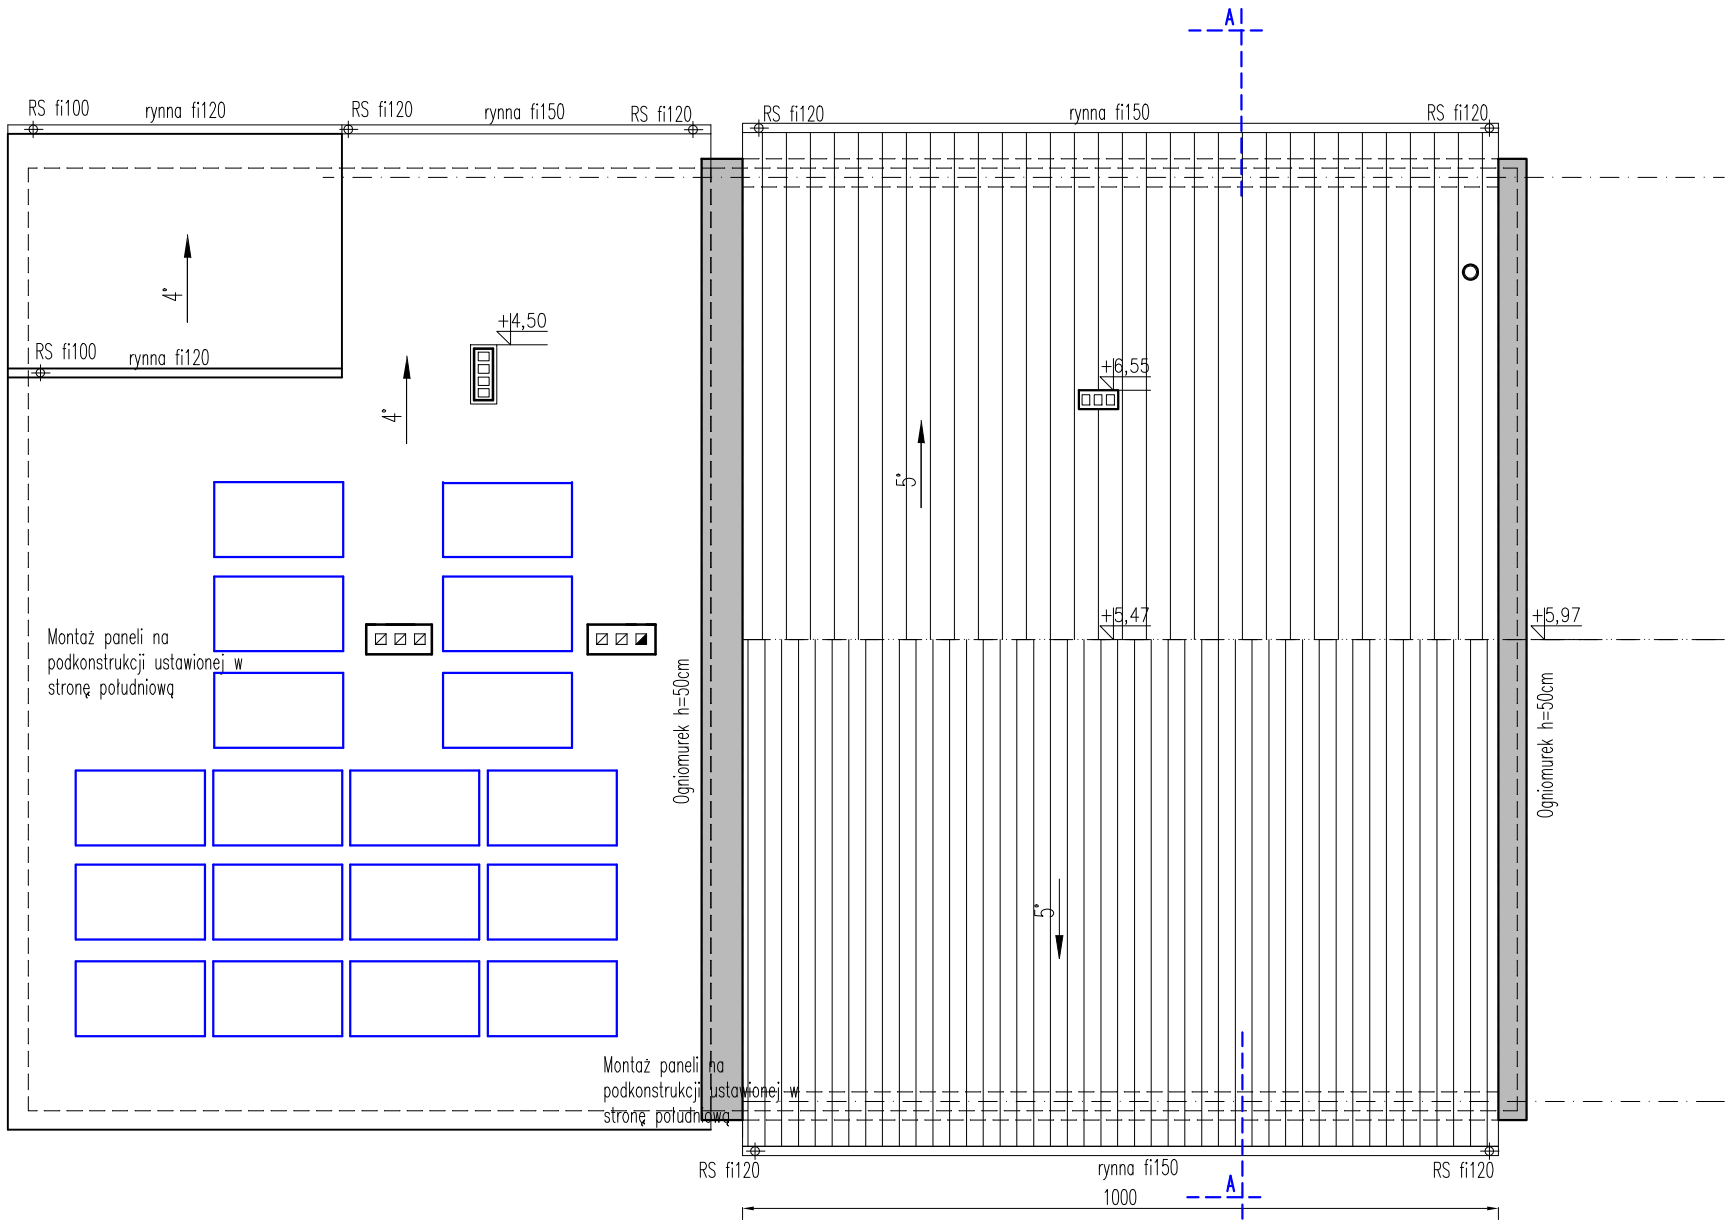 A
RS fi100
rynna fi120
RS fi120
rynna fi150
RS fi120
RS fi120
rynna fi150
RS fi120
4°
+4,50
RS fi100
rynna fi120
4°
+6,55
5°
+5,47
+5,97
Montaż paneli na
podkonstrukcji ustawionej w
stronę południową
Ogniomurek h=50cm
Ogniomurek h=50cm
5°
Montaż paneli na
podkonstrukcji ustawionej w
stronę południową
RS fi120
rynna fi150
RS fi120
A
1000